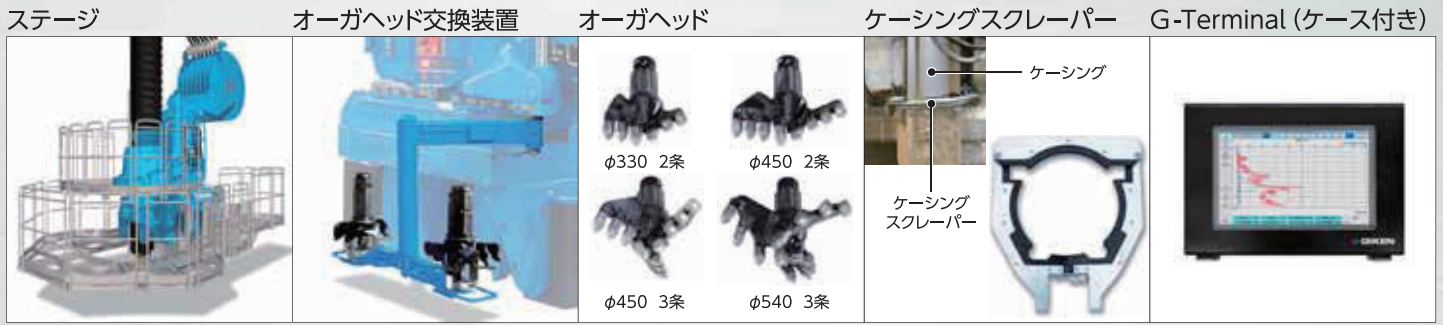 ステージ
オーガヘッド交換装置
オーガヘッド
φ330 2条
φ450 2条
φ450 3条
φ540 3条
ケーシングスクレーパー
ケーシング
ケーシング
スクレーパー
G-Terminal（ケース付き）
GIKEN